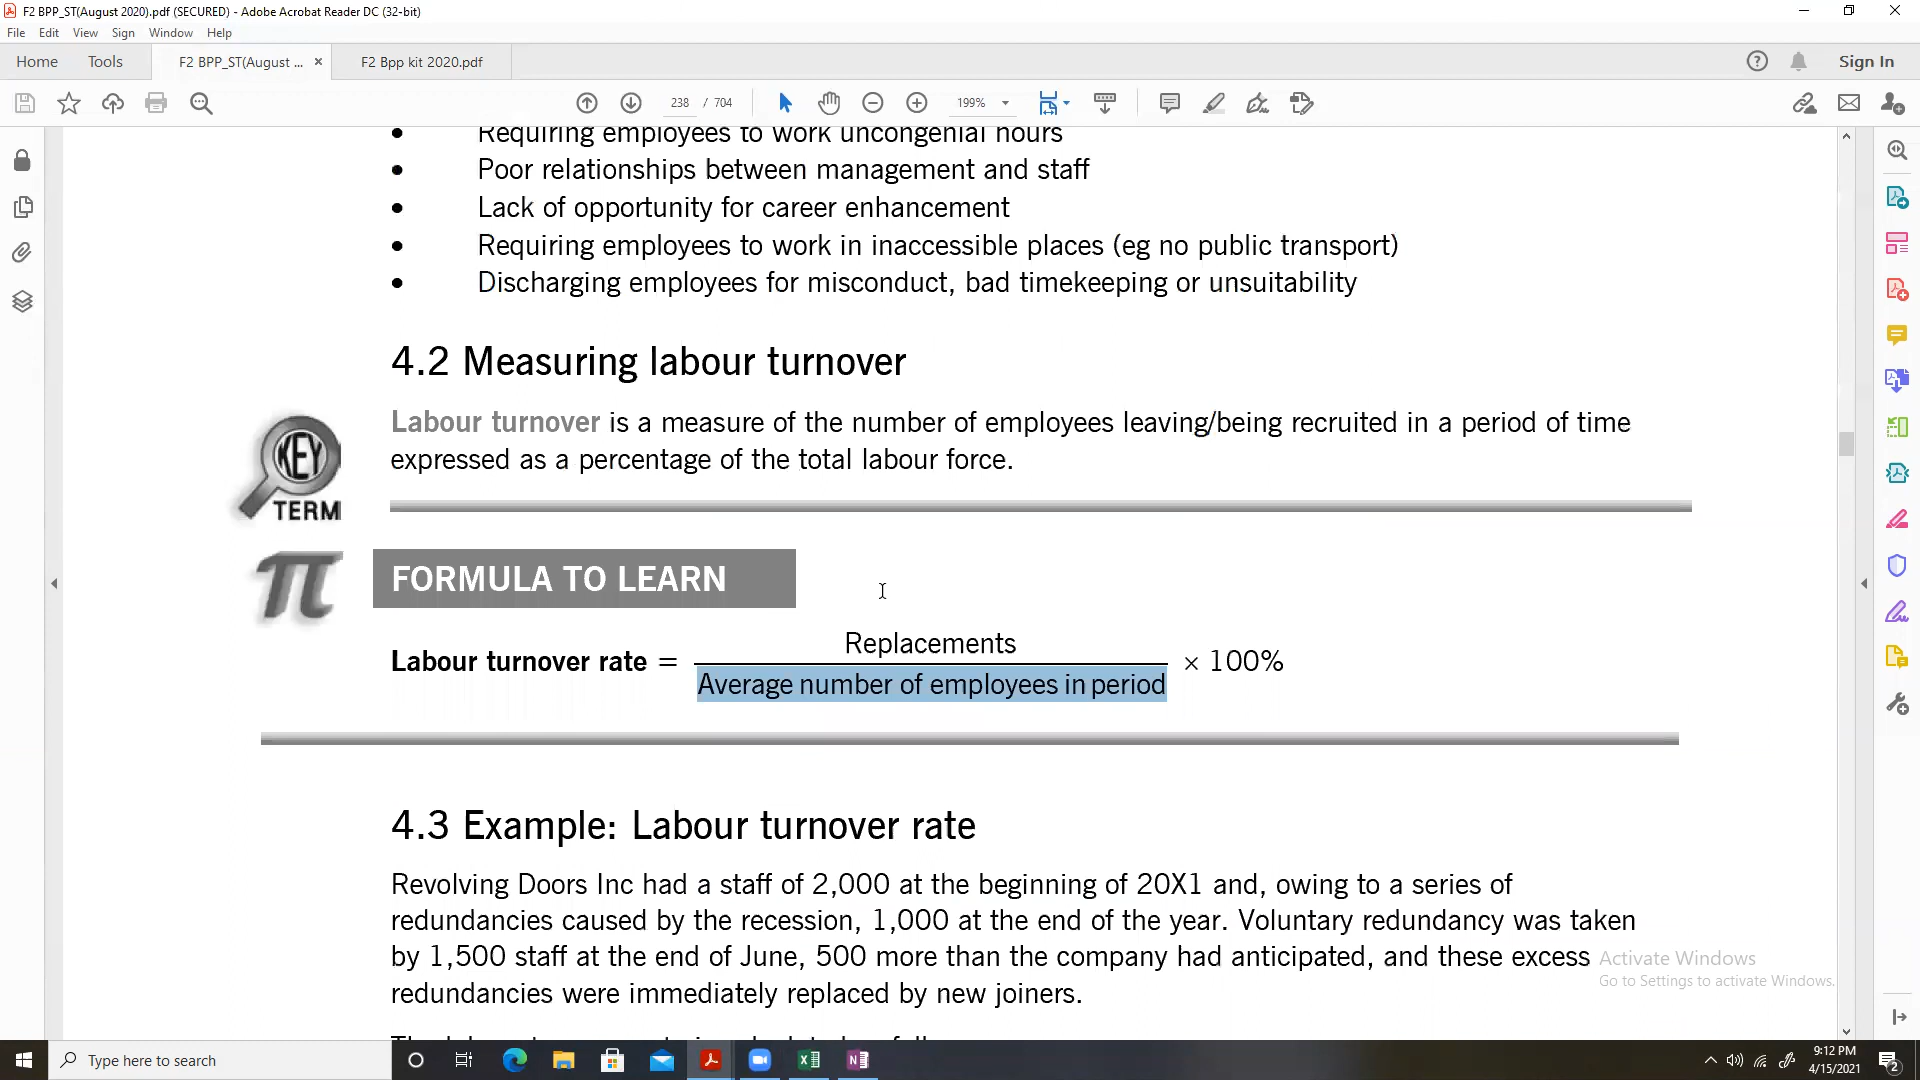 F2 BPP_ST(August 2020).pdf (SECURED) - Adobe Acrobat Reader DC (32-bit)
File Edit View Sign Window Help
Home Tools F2 BPP_ST(August ... × F2 Bpp kit 2020.pdf Sign In
238 / 704 199%
• Requiring employees to work uncongenial hours
• Poor relationships between management and staff
• Lack of opportunity for career enhancement
• Requiring employees to work in inaccessible places (eg no public transport)
• Discharging employees for misconduct, bad timekeeping or unsuitability
4.2 Measuring labour turnover
KEY
TERM
Labour turnover is a measure of the number of employees leaving/being recruited in a period of time
expressed as a percentage of the total labour force.
π
FORMULA TO LEARN
Replacements
Labour turnover rate = × 100%
Average number of employees in period
4.3 Example: Labour turnover rate
Revolving Doors Inc had a staff of 2,000 at the beginning of 20X1 and, owing to a series of
redundancies caused by the recession, 1,000 at the end of the year. Voluntary redundancy was taken
by 1,500 staff at the end of June, 500 more than the company had anticipated, and these excess
redundancies were immediately replaced by new joiners.
Activate Windows
Go to Settings to activate Windows.
Type here to search
9:12 PM
4/15/2021
2